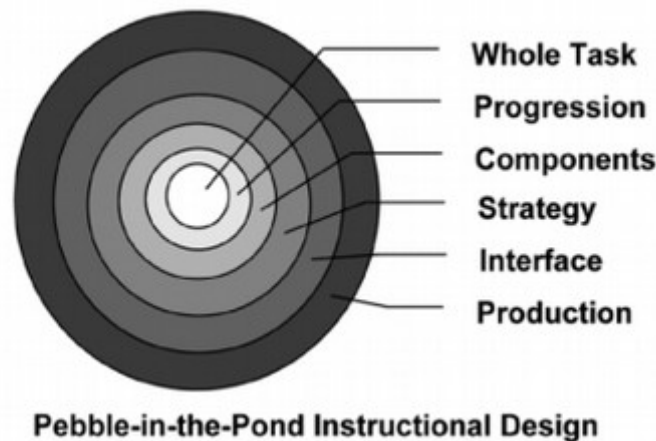 Whole Task
Progression
Components
Strategy
Interface
Production
Pebble-in-the-Pond Instructional Design